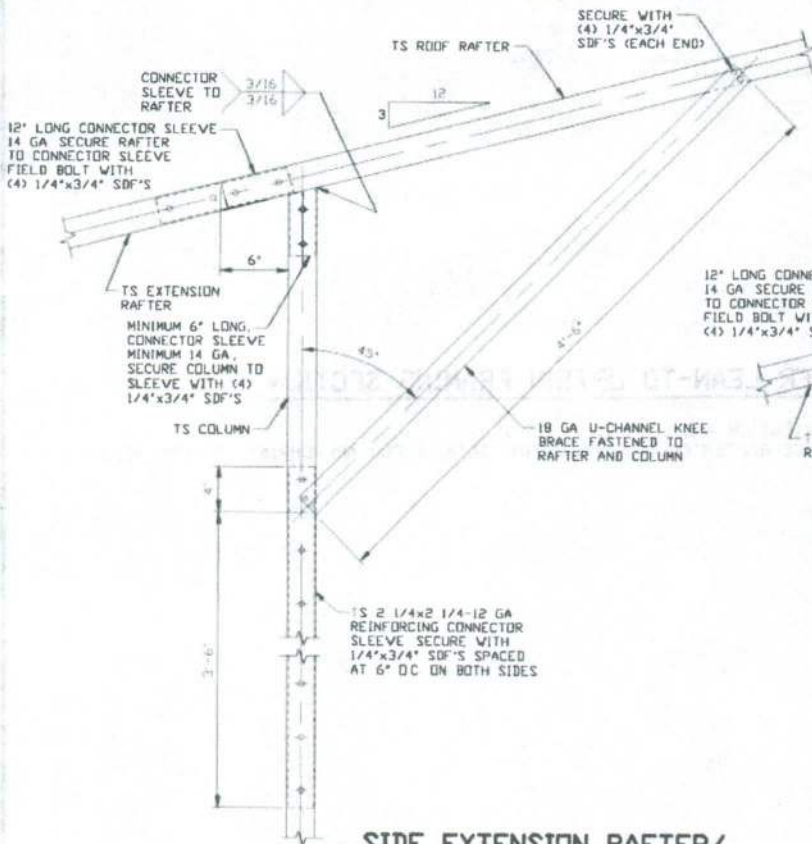 SECURE WITH
(4) 1/4"x3/4"
SDF'S (EACH END)
TS ROOF RAFTER
CONNECTOR
SLEEVE TO
RAFTER
3/16
3/16
12
3
12" LONG CONNECTOR SLEEVE
14 GA SECURE RAFTER
TO CONNECTOR SLEEVE
FIELD BOLT WITH
(4) 1/4"x3/4" SDF'S
6"
TS EXTENSION
RAFTER
MINIMUM 6" LONG,
CONNECTOR SLEEVE
MINIMUM 14 GA,
SECURE COLUMN TO
SLEEVE WITH (4)
1/4"x3/4" SDF'S
12" LONG CONNE
14 GA SECURE
TO CONNECTOR
FIELD BOLT WI
(4) 1/4"x3/4" S
45°
4'-6"
TS COLUMN
18 GA U-CHANNEL KNEE
BRACE FASTENED TO
RAFTER AND COLUMN
T
R
4"
3'-6"
TS 2 1/4x2 1/4-12 GA
REINFORCING CONNECTOR
SLEEVE SECURE WITH
1/4"x3/4" SDF'S SPACED
AT 6" OC ON BOTH SIDES
SIDE EXTENSION RAFTER/